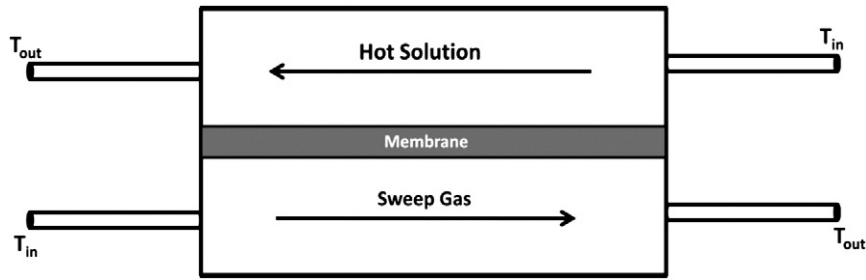 T_out
Hot Solution
T_in
Membrane
Sweep Gas
T_in
T_out